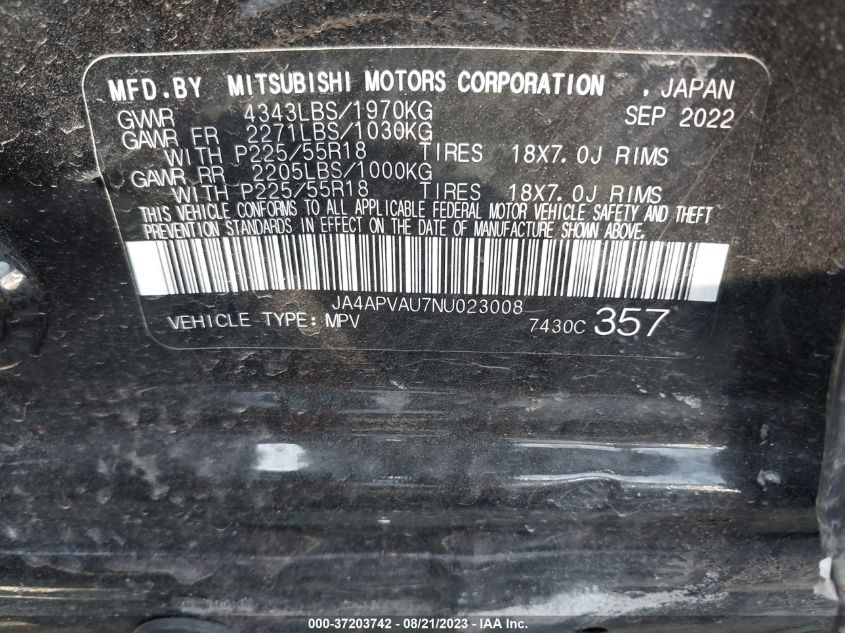 MFD.BY MITSUBISHI MOTORS CORPORATION . JAPAN
GVWR 4343LBS/1970KG SEP 2022
GAWR FR 2271LBS/1030KG
WITH P225/55R18 TIRES 18X7.0J RIMS
GAWR RR 2205LBS/1000KG
WITH P225/55R18 TIRES 18X7.0J RIMS
THIS VEHICLE CONFORMS TO ALL APPLICABLE FEDERAL MOTOR VEHICLE SAFETY AND THEFT
PREVENTION STANDARDS IN EFFECT ON THE DATE OF MANUFACTURE SHOWN ABOVE.
JA4APVAU7NU023008
VEHICLE TYPE: MPV 7430C 357
000-37203742 - 08/21/2023 - IAA Inc.